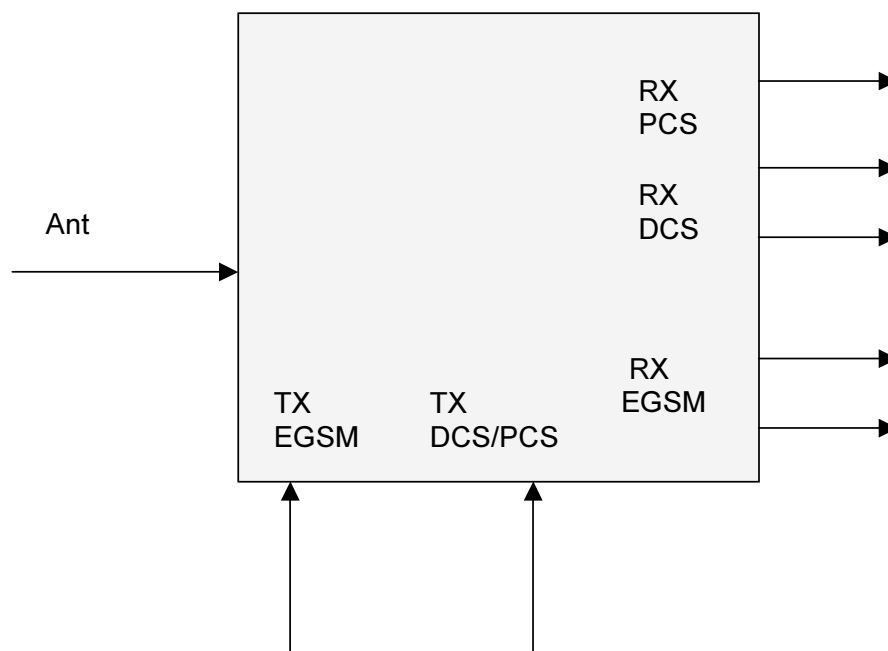 RX
PCS
RX
DCS
Ant
RX
EGSM
TX
EGSM
TX
DCS/PCS